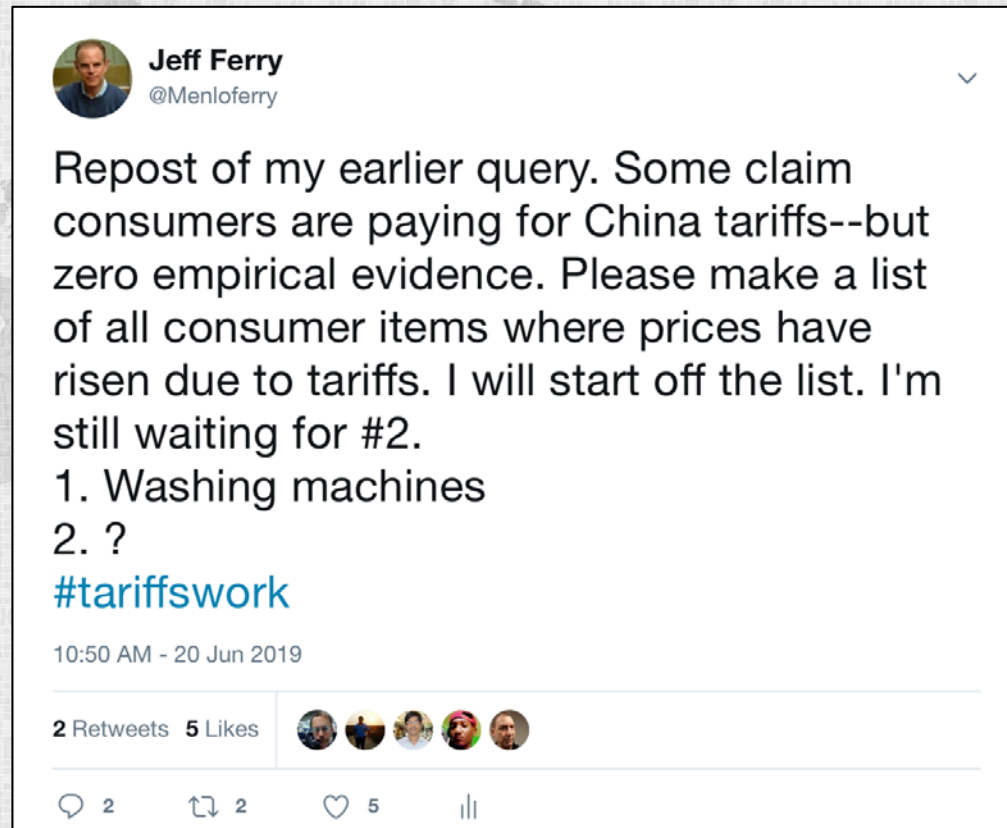 Jeff Ferry
@Menloferry
Repost of my earlier query. Some claim
consumers are paying for China tariffs--but
zero empirical evidence. Please make a list
of all consumer items where prices have
risen due to tariffs. I will start off the list. I'm
still waiting for #2.
1. Washing machines
2. ?
#tariffswork
10:50 AM - 20 Jun 2019
2 Retweets 5 Likes
2 2 5